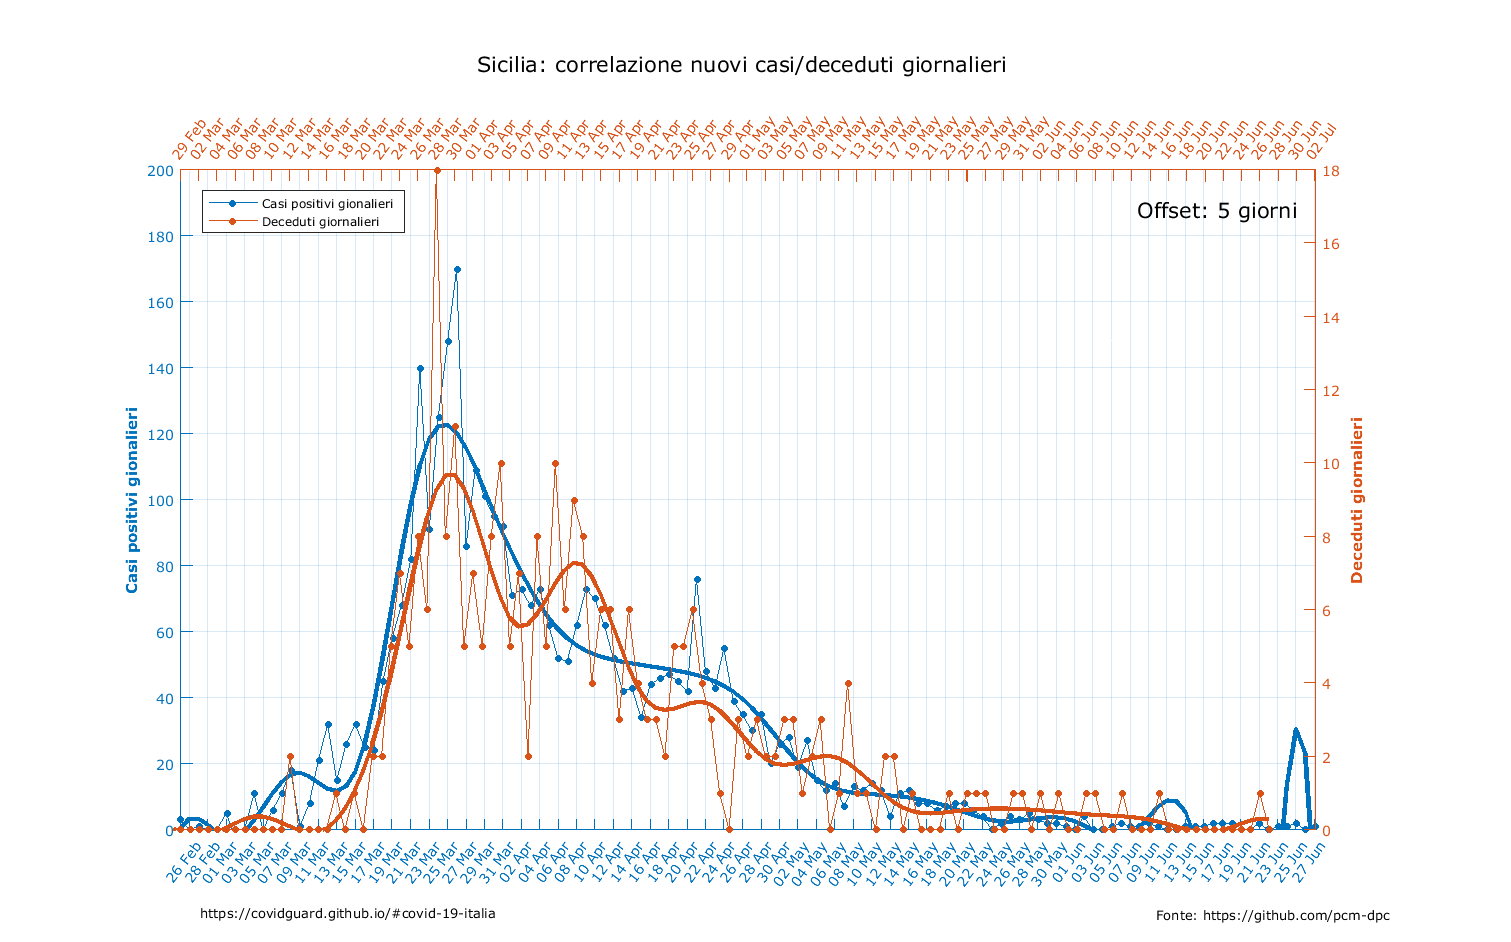 Sicilia: correlazione nuovi casi/deceduti giornalieri
29 Feb 02 Mar 04 Mar 06 Mar 08 Mar 10 Mar 12 Mar 14 Mar 16 Mar 18 Mar 20 Mar 22 Mar 24 Mar 26 Mar 28 Mar 30 Mar 01 Apr 03 Apr 05 Apr 07 Apr 09 Apr 11 Apr 13 Apr 15 Apr 17 Apr 19 Apr 21 Apr 23 Apr 25 Apr 27 Apr 29 Apr 01 May 03 May 05 May 07 May 09 May 11 May 13 May 15 May 17 May 19 May 21 May 23 May 25 May 27 May 29 May 31 May 02 Jun 04 Jun 06 Jun 08 Jun 10 Jun 12 Jun 14 Jun 16 Jun 18 Jun 20 Jun 22 Jun 24 Jun 26 Jun 28 Jun 30 Jun 02 Jul
200
180
160
140
120
100
80
60
40
20
0
Casi positivi gionalieri
Casi positivi gionalieri
Deceduti giornalieri
Offset: 5 giorni
18
16
14
12
10
8
6
4
2
0
Deceduti giornalieri
26 Feb 28 Feb 01 Mar 03 Mar 05 Mar 07 Mar 09 Mar 11 Mar 13 Mar 15 Mar 17 Mar 19 Mar 21 Mar 23 Mar 25 Mar 27 Mar 29 Mar 31 Mar 02 Apr 04 Apr 06 Apr 08 Apr 10 Apr 12 Apr 14 Apr 16 Apr 18 Apr 20 Apr 22 Apr 24 Apr 26 Apr 28 Apr 30 Apr 02 May 04 May 06 May 08 May 10 May 12 May 14 May 16 May 18 May 20 May 22 May 24 May 26 May 28 May 30 May 01 Jun 03 Jun 05 Jun 07 Jun 09 Jun 11 Jun 13 Jun 15 Jun 17 Jun 19 Jun 21 Jun 23 Jun 25 Jun 27 Jun
https://covidguard.github.io/#covid-19-italia
Fonte: https://github.com/pcm-dpc